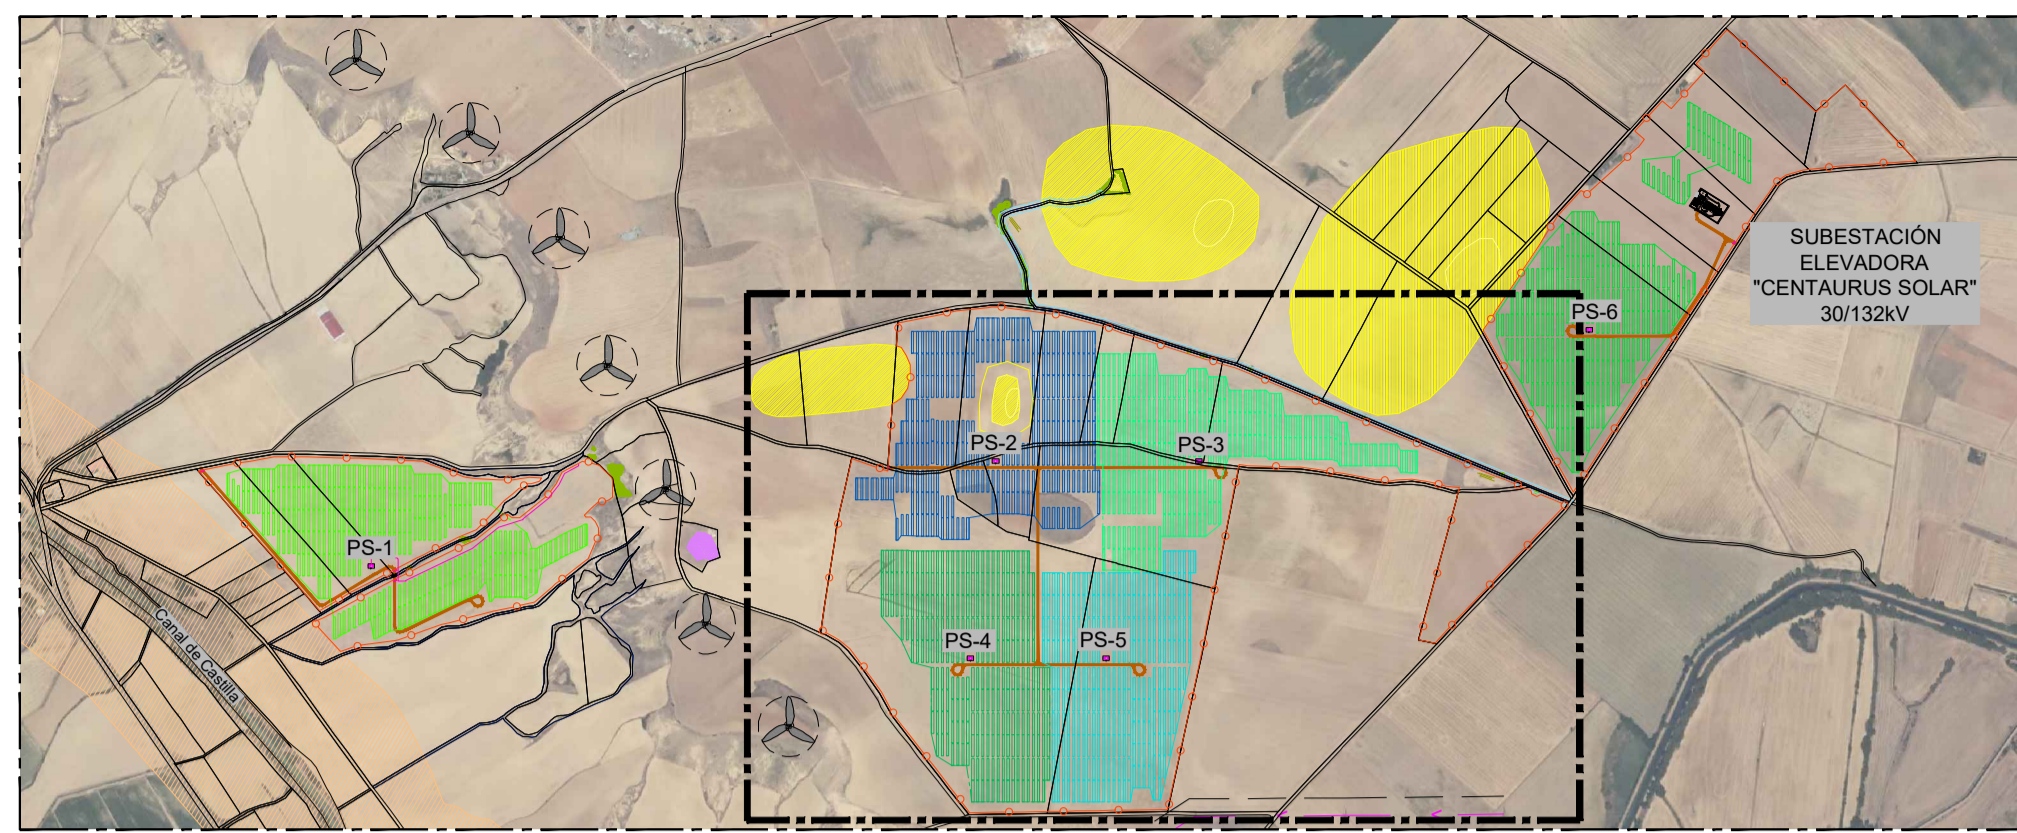 SUBESTACIÓN
ELEVADORA
"CENTAURUS SOLAR"
30/132kV
PS-6
PS-2
PS-3
PS-1
Canal de Castilla
PS-4
PS-5